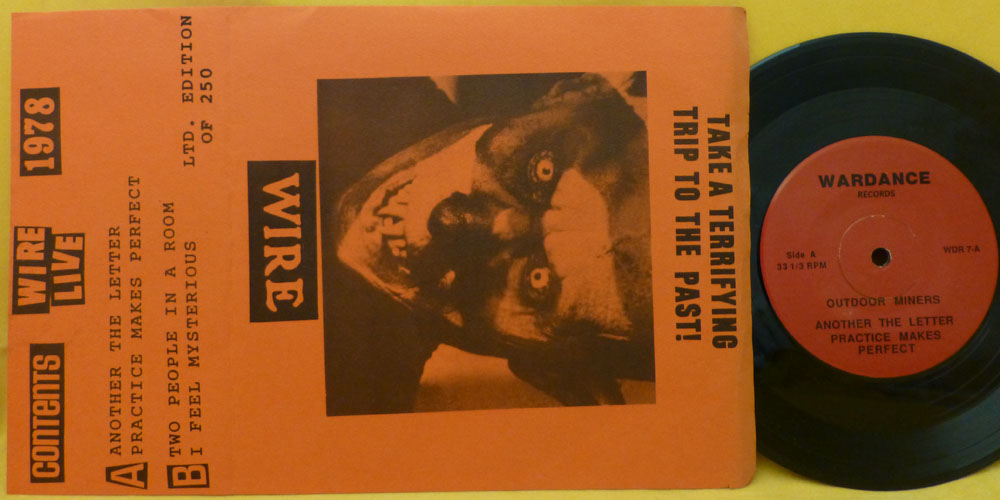 CONTENTS WIRE LIVE 1978
A ANOTHER THE LETTER
PRACTICE MAKES PERFECT
B TWO PEOPLE IN A ROOM
I FEEL MYSTERIOUS
LTD. EDITION
OF 250
WIRE
TAKE A TERRIFYING
TRIP TO THE PAST!
WARDANCE
RECORDS
Side A
33 1/3 RPM
WDR 7-A
OUTDOOR MINERS
ANOTHER THE LETTER
PRACTICE MAKES
PERFECT